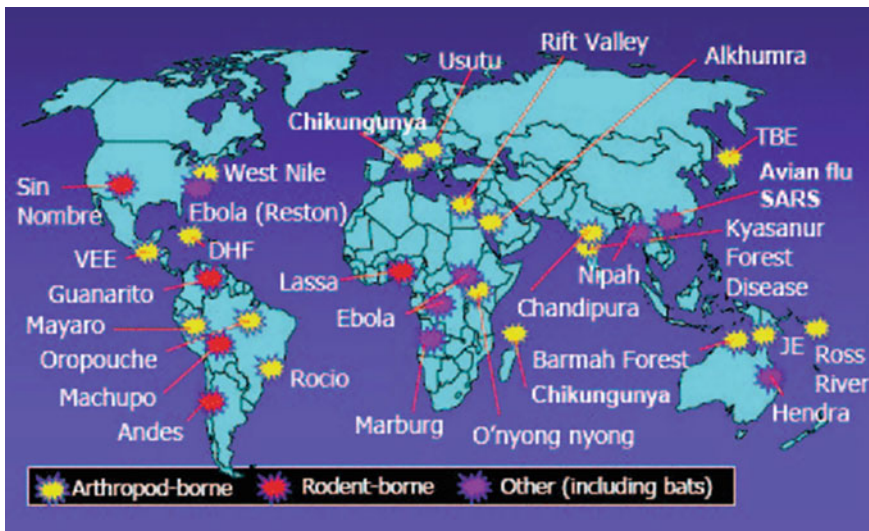 Rift Valley
Alkhumra
Usutu
Chikungunya
TBE
West Nile
Avian flu
SARS
Sin
Nombre
Ebola (Reston)
Kyasanur
Forest
Disease
VEE
DHF
Lassa
Nipah
Guanarito
Chandipura
Ebola
Mayaro
Oropouche
Barmah Forest
JE
Ross
River
Rocio
Machupo
Chikungunya
Hendra
Andes
Marburg
O'nyong nyong
Arthropod-borne
Rodent-borne
Other (including bats)